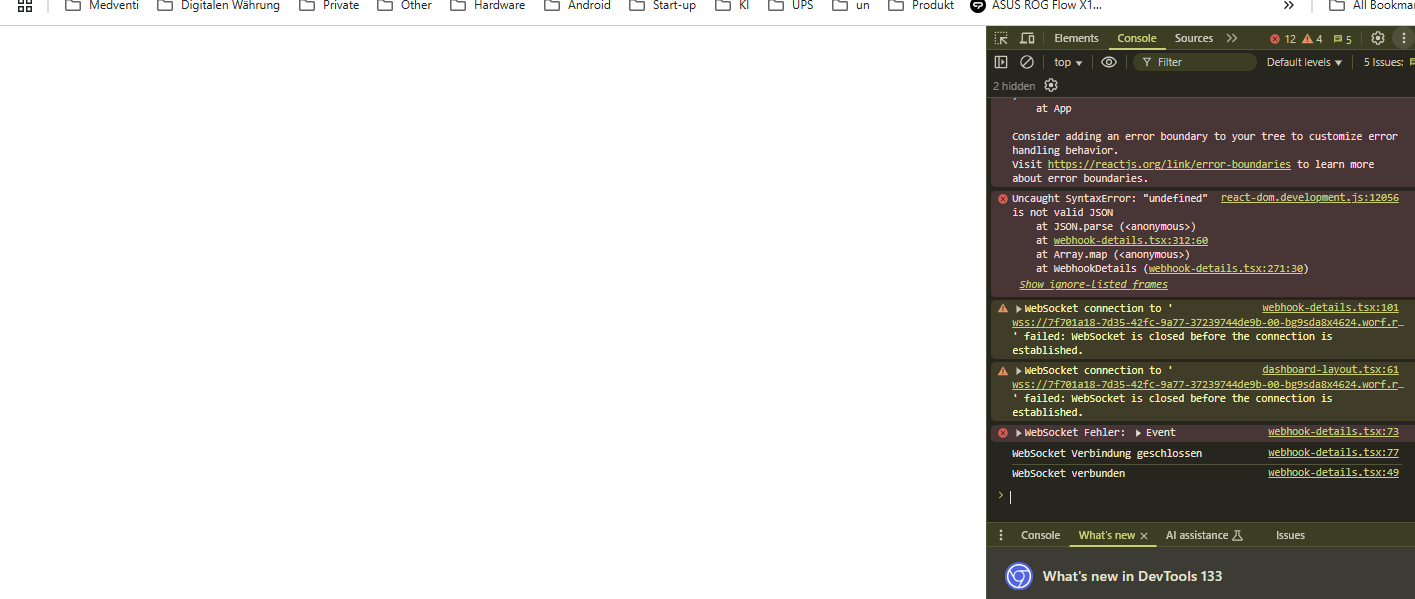 Medventi Digitalen Währung Private Other Hardware Android Start-up KI UPS un Produkt ASUS ROG Flow X1... » All Bookmar
Elements Console Sources » 12 4 5
top Filter Default levels 5 Issues:
2 hidden
at App
Consider adding an error boundary to your tree to customize error
handling behavior.
Visit https://reactjs.org/link/error-boundaries to learn more
about error boundaries.
Uncaught SyntaxError: "undefined" react-dom.development.js:12056
is not valid JSON
at JSON.parse (<anonymous>)
at webhook-details.tsx:312:60
at Array.map (<anonymous>)
at WebhookDetails (webhook-details.tsx:271:30)
Show ignore-listed frames
WebSocket connection to ' webhook-details.tsx:101
wss://7f701a18-7d35-42fc-9a77-37239744de9b-00-bg9sda8x4624.worf.r…
' failed: WebSocket is closed before the connection is
established.
WebSocket connection to ' dashboard-layout.tsx:61
wss://7f701a18-7d35-42fc-9a77-37239744de9b-00-bg9sda8x4624.worf.r…
' failed: WebSocket is closed before the connection is
established.
WebSocket Fehler: Event webhook-details.tsx:73
WebSocket Verbindung geschlossen webhook-details.tsx:77
WebSocket verbunden webhook-details.tsx:49
>
Console What's new × AI assistance Issues
What's new in DevTools 133